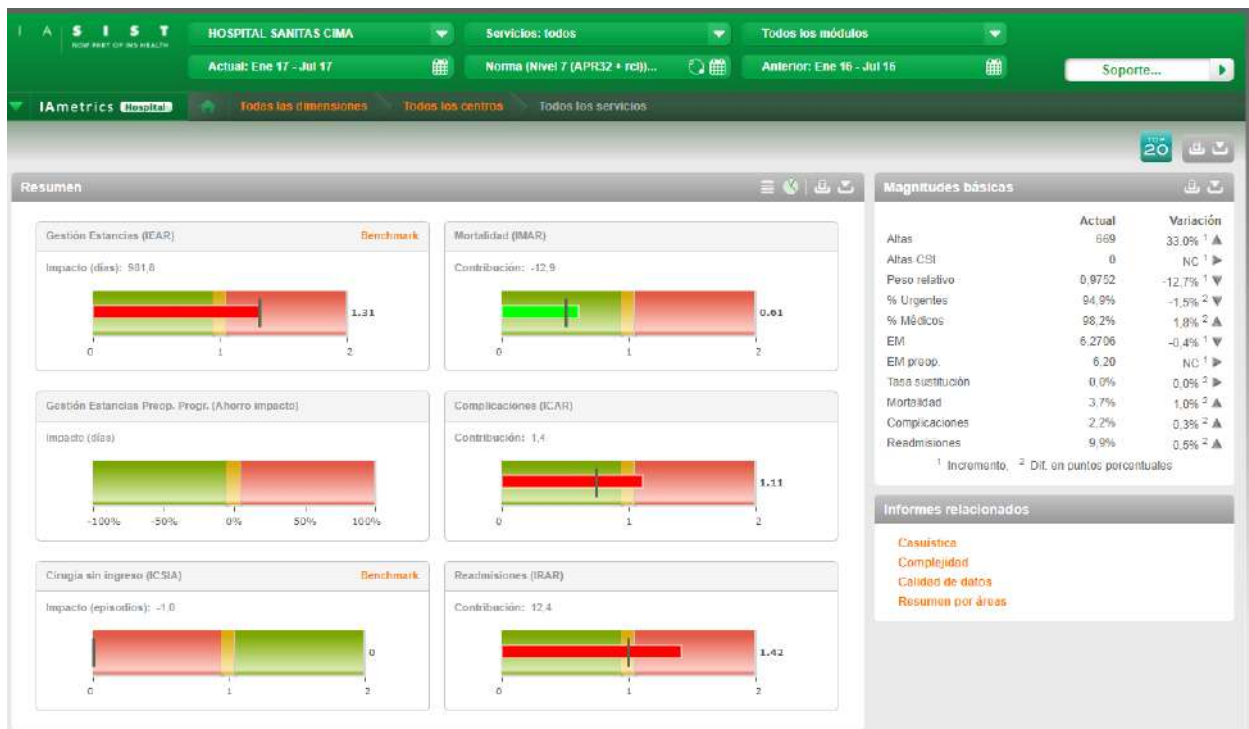 IASIST
NOW PART OF IMS HEALTH
HOSPITAL SANITAS CIMA
Servicios: todos
Todos los módulos
Actual: Ene 17 - Jul 17
Norma (Nivel 7 (APR32 + rci))...
Anterior: Ene 16 - Jul 16
Soporte...
IAmetrics Hospital
Todas las dimensiones
Todos los centros
Todos los servicios
TOP 20
Resumen
Gestión Estancias (IEAR)
Benchmark
Impacto (días): 981,8
1.31
0 1 2
Mortalidad (IMAR)
Contribución: -12,9
0.61
0 1 2
Gestión Estancias Preop. Progr. (Ahorro impacto)
Impacto (días)
-100% -50% 0% 50% 100%
Complicaciones (ICAR)
Contribución: 1,4
1.11
0 1 2
Cirugía sin ingreso (ICSIA)
Benchmark
Impacto (episodios): -1,0
0
0 1 2
Readmisiones (IRAR)
Contribución: 12,4
1.42
0 1 2
Magnitudes básicas
Actual Variación
Altas 669 33,0% 1
Altas CSI 0 NC 1
Peso relativo 0,9752 -12,7% 1
% Urgentes 94,9% -1,5% 2
% Médicos 98,2% 1,8% 2
EM 6,2706 -0,4% 1
EM preop. 6,20 NC 1
Tasa sustitución 0,0% 0,0% 2
Mortalidad 3,7% 1,0% 2
Complicaciones 2,2% 0,3% 2
Readmisiones 9,9% 0,5% 2
1 Incremento, 2 Dif. en puntos porcentuales
Informes relacionados
Casuística
Complejidad
Calidad de datos
Resumen por áreas